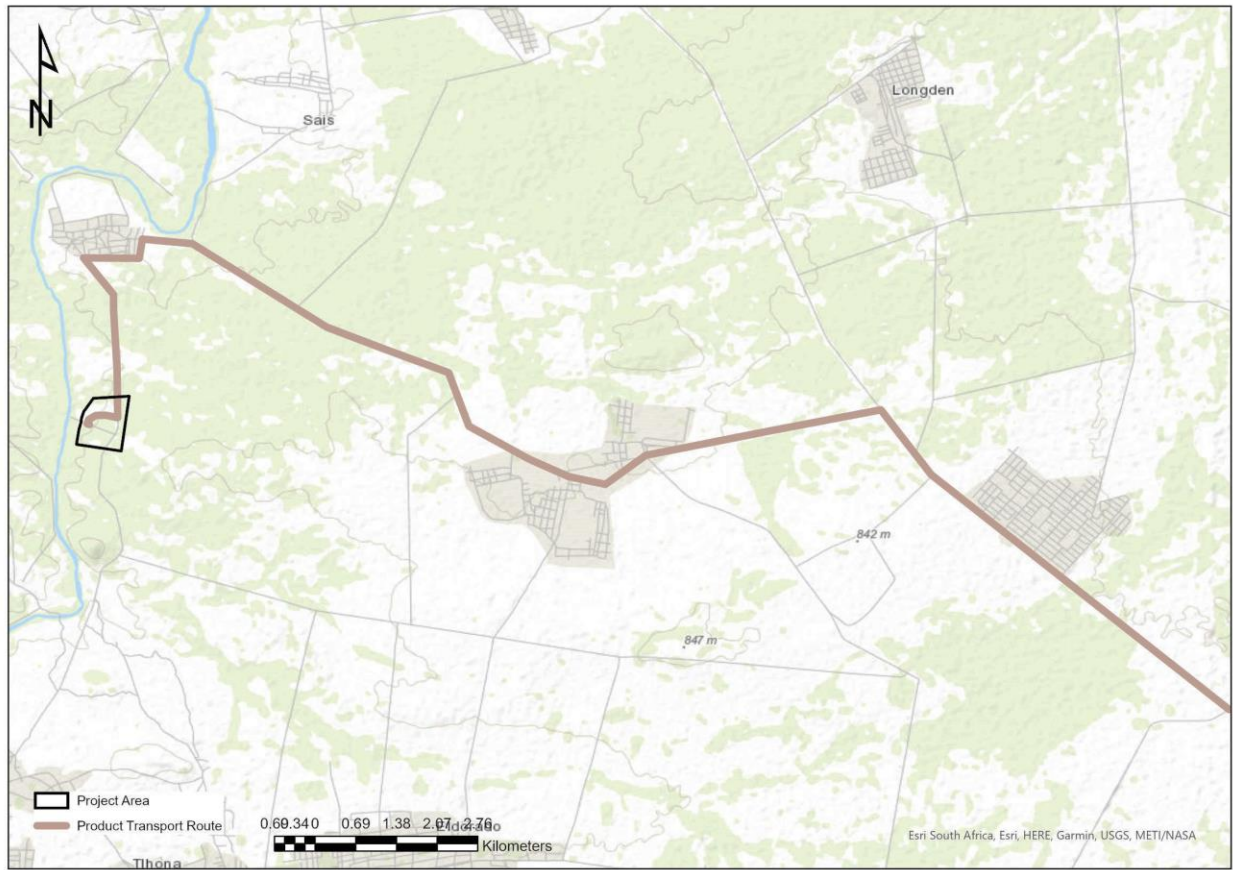 N
Longden
Sais
842 m
847 m
Project Area
Product Transport Route
0.69 0.34 0 0.69 1.38 2.07 2.76
Kilometers
Eldorado
Tlhona
Esri South Africa, Esri, HERE, Garmin, USGS, METI/NASA